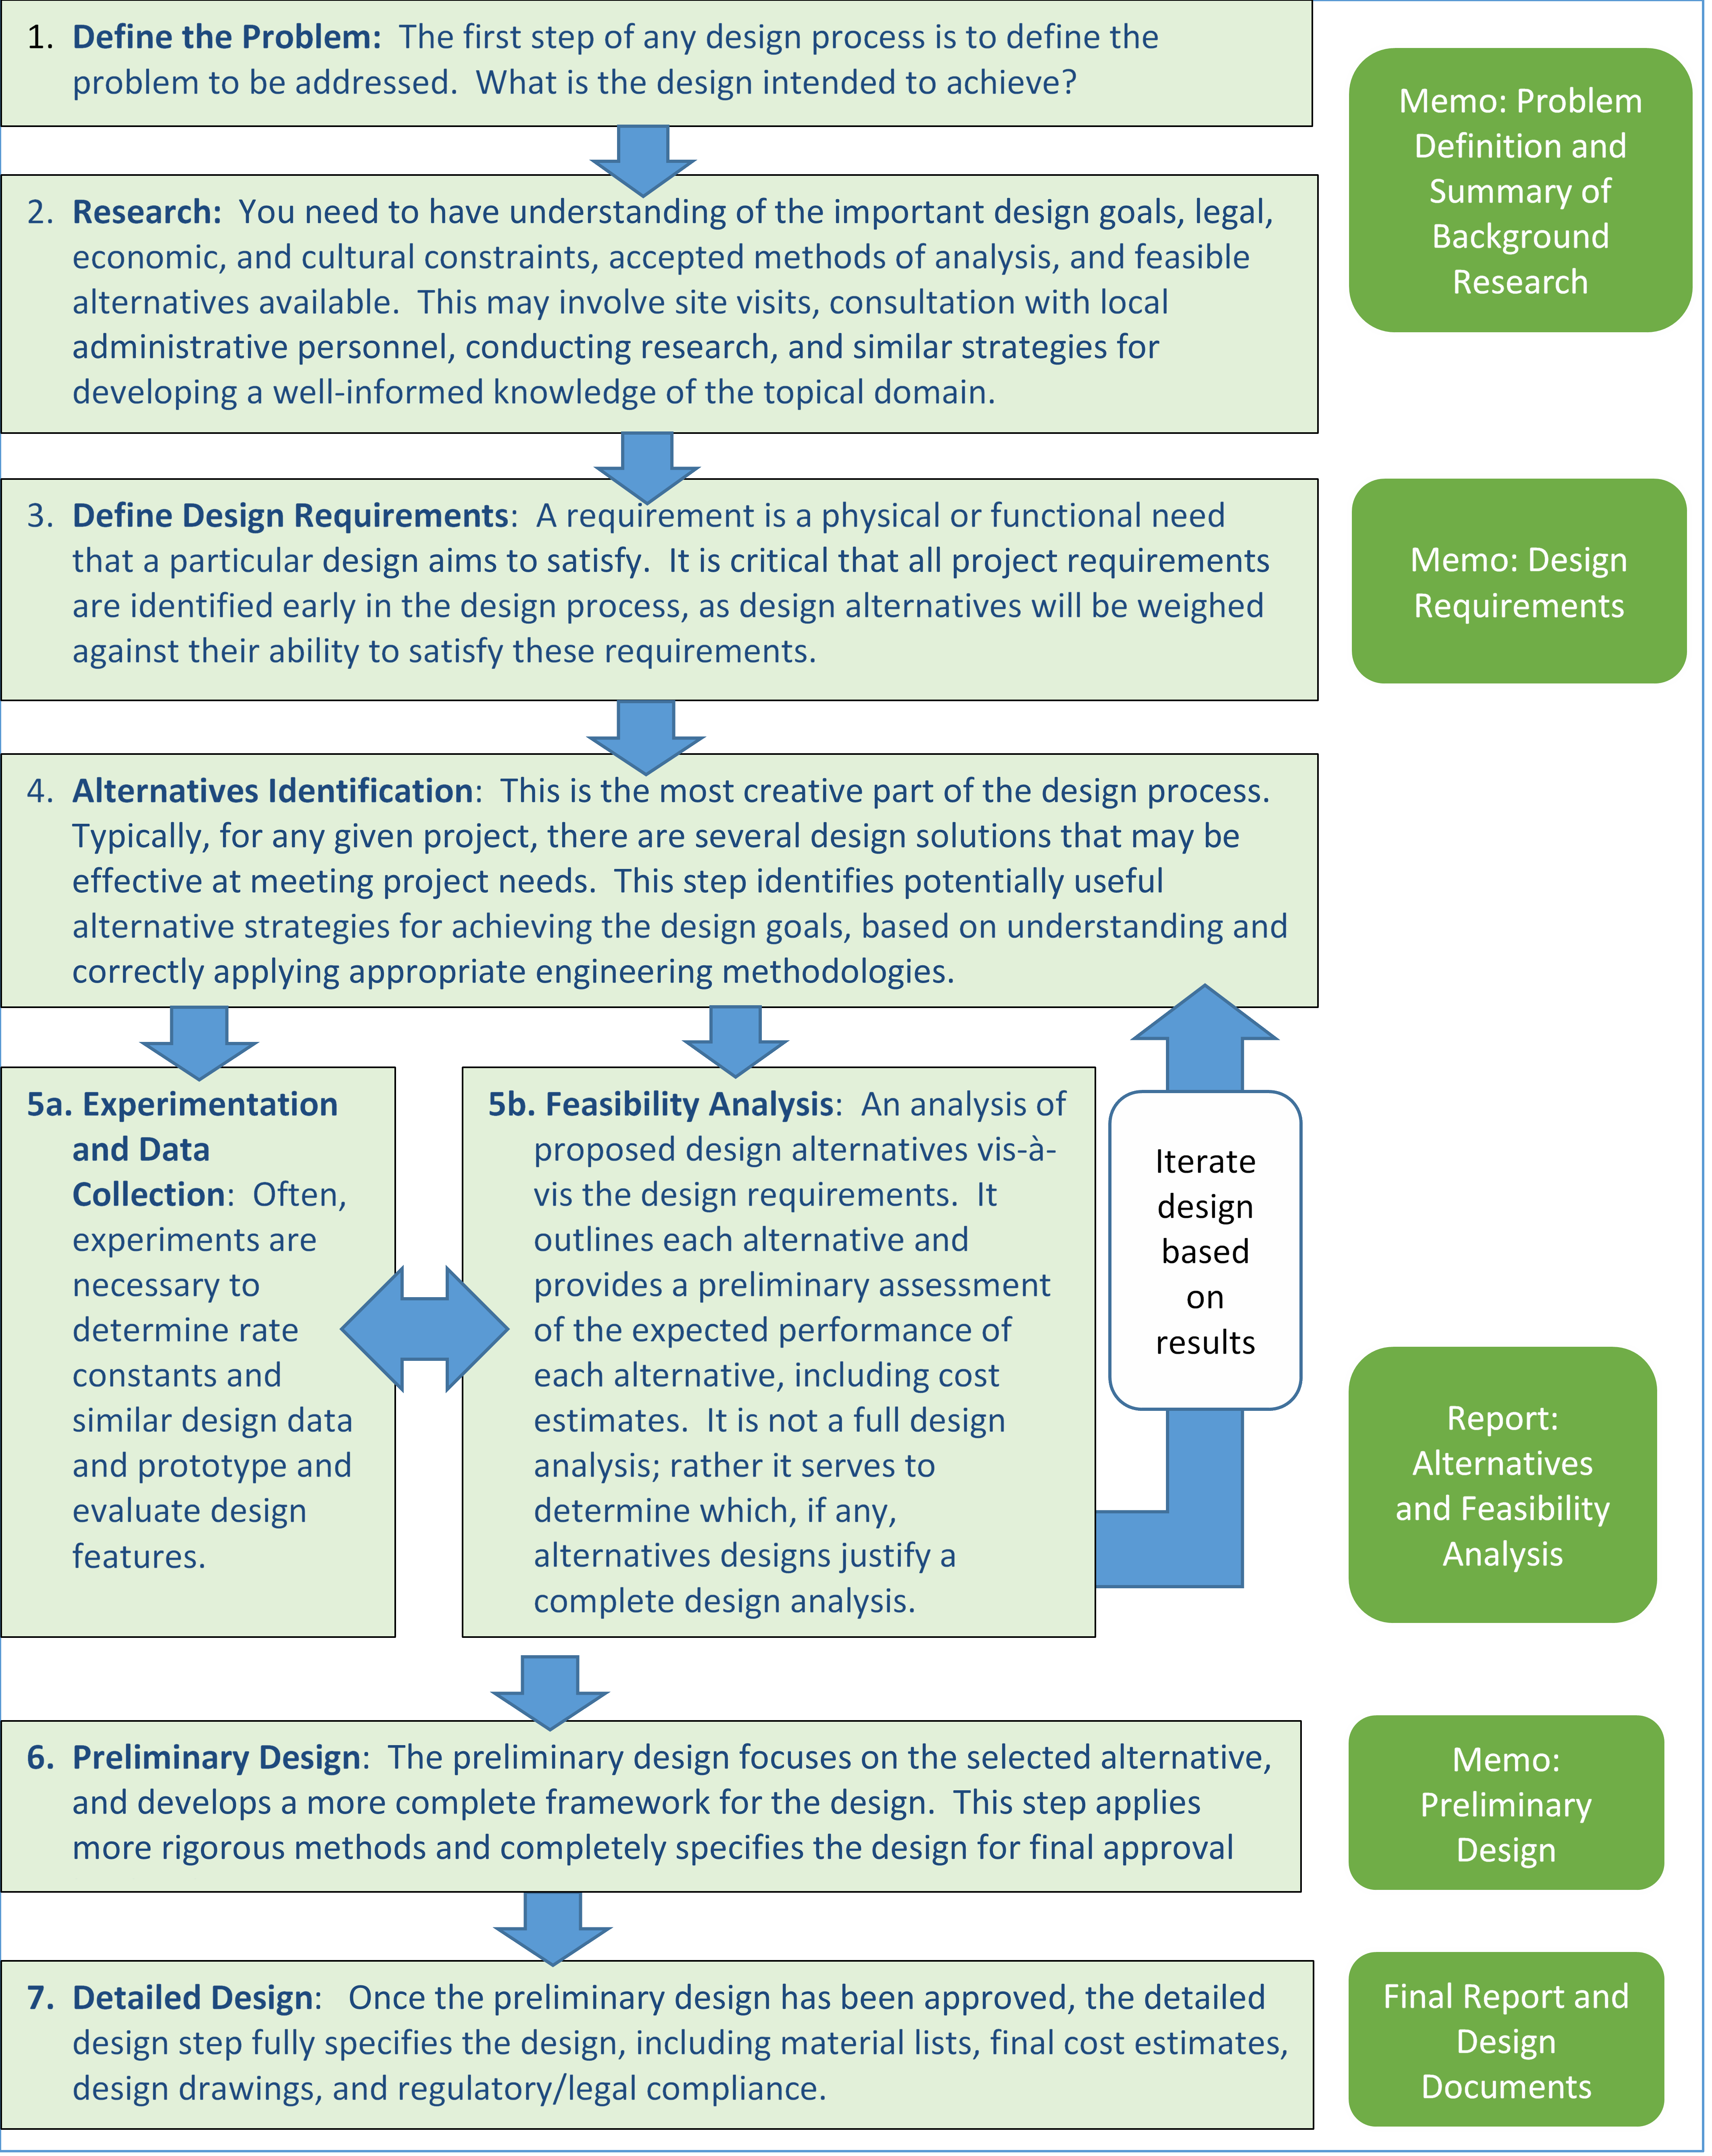 1. Define the Problem: The first step of any design process is to define the
problem to be addressed. What is the design intended to achieve?
Memo: Problem
Definition and
Summary of
Background
Research
2. Research: You need to have understanding of the important design goals, legal,
economic, and cultural constraints, accepted methods of analysis, and feasible
alternatives available. This may involve site visits, consultation with local
administrative personnel, conducting research, and similar strategies for
developing a well-informed knowledge of the topical domain.
3. Define Design Requirements: A requirement is a physical or functional need
that a particular design aims to satisfy. It is critical that all project requirements
are identified early in the design process, as design alternatives will be weighed
against their ability to satisfy these requirements.
Memo: Design
Requirements
4. Alternatives Identification: This is the most creative part of the design process.
Typically, for any given project, there are several design solutions that may be
effective at meeting project needs. This step identifies potentially useful
alternative strategies for achieving the design goals, based on understanding and
correctly applying appropriate engineering methodologies.
5a. Experimentation
and Data
Collection: Often,
experiments are
necessary to
determine rate
constants and
similar design data
and prototype and
evaluate design
features.
5b. Feasibility Analysis: An analysis of
proposed design alternatives vis-à-
vis the design requirements. It
outlines each alternative and
provides a preliminary assessment
of the expected performance of
each alternative, including cost
estimates. It is not a full design
analysis; rather it serves to
determine which, if any,
alternatives designs justify a
complete design analysis.
Iterate
design
based
on
results
Report:
Alternatives
and Feasibility
Analysis
6. Preliminary Design: The preliminary design focuses on the selected alternative,
and develops a more complete framework for the design. This step applies
more rigorous methods and completely specifies the design for final approval
Memo:
Preliminary
Design
7. Detailed Design: Once the preliminary design has been approved, the detailed
design step fully specifies the design, including material lists, final cost estimates,
design drawings, and regulatory/legal compliance.
Final Report and
Design
Documents